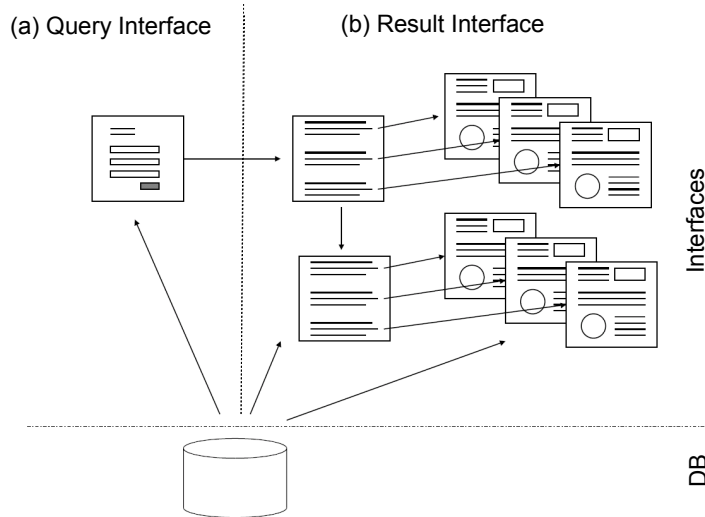 (a) Query Interface
(b) Result Interface
Interfaces
DB